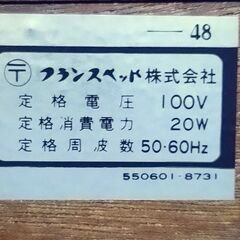 —48
〒 フランスベッド株式会社
定格電圧 100V
定格消費電力 20W
定格周波数 50·60Hz
550601-8731